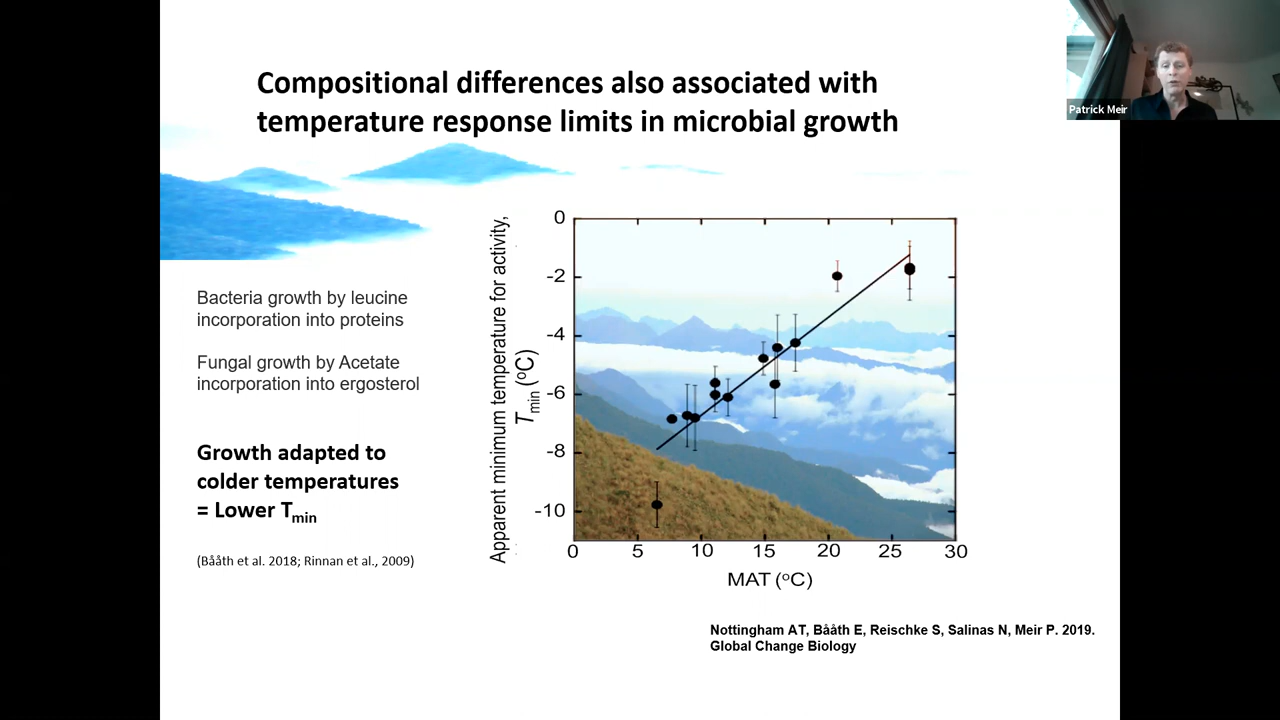 Compositional differences also associated with
temperature response limits in microbial growth
Patrick Meir
Bacteria growth by leucine
incorporation into proteins
Fungal growth by Acetate
incorporation into ergosterol
Growth adapted to
colder temperatures
= Lower Tmin
(Bååth et al. 2018; Rinnan et al., 2009)
Apparent minimum temperature for activity,
Tmin (ºC)
0
-2
-4
-6
-8
-10
0 5 10 15 20 25 30
MAT (ºC)
Nottingham AT, Bååth E, Reischke S, Salinas N, Meir P. 2019.
Global Change Biology